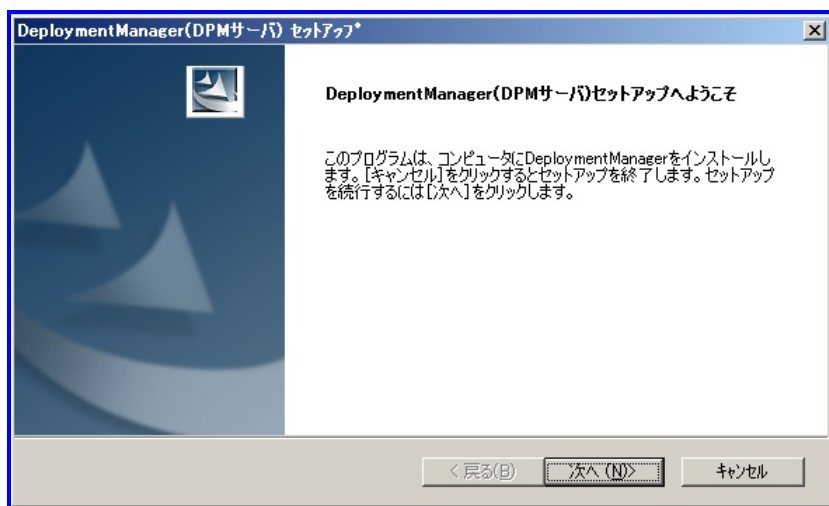 DeploymentManager(DPMサーバ) ｾｯﾄｱｯﾌﾟ
DeploymentManager(DPMサーバ)セットアップへようこそ
このプログラムは、コンピュータにDeploymentManagerをインストールし
ます。[キャンセル]をクリックするとセットアップを終了します。セットアップ
を続行するには[次へ]をクリックします。
< 戻る(B) 次へ (N)> ｷｬﾝｾﾙ